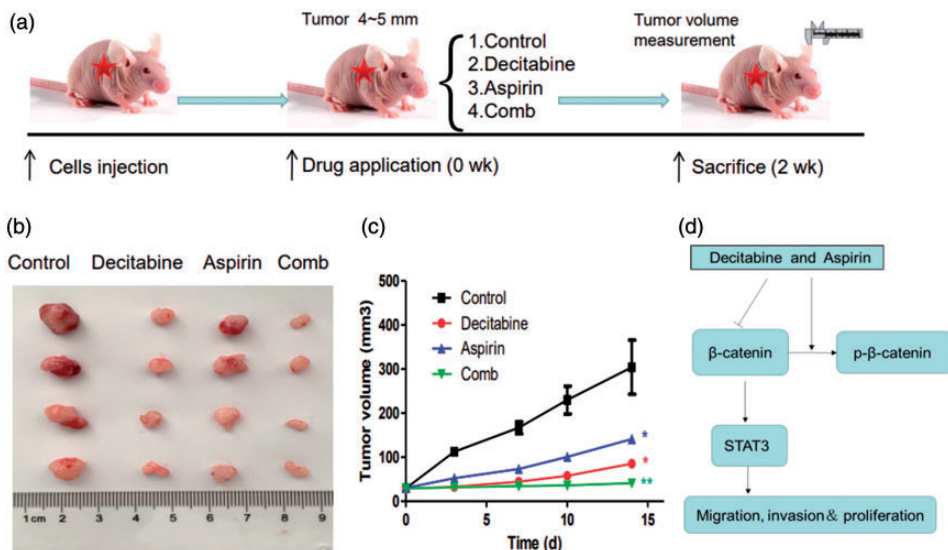 (a)
Tumor 4~5 mm
1.Control
2.Decitabine
3.Aspirin
4.Comb
Tumor volume
measurement
Cells injection
Drug application (0 wk)
Sacrifice (2 wk)
(b)
Control Decitabine Aspirin Comb
1 cm 2 3 4 5 6 7 8 9
(c)
Tumor volume (mm3)
500
400
300
200
100
0
Control
Decitabine
Aspirin
Comb
*
*
**
0 5 10 15
Time (d)
(d)
Decitabine and Aspirin
β-catenin
p-β-catenin
STAT3
Migration, invasion & proliferation